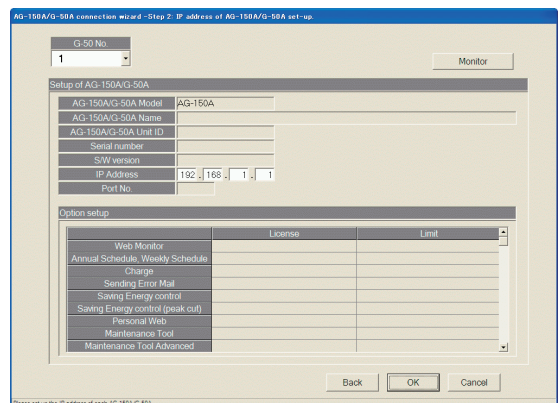 AG-150A/G-50A connection wizard -Step 2: IP address of AG-150A/G-50A set-up.
G-50 No.
1
Monitor
Setup of AG-150A/G-50A
AG-150A/G-50A Model AG-150A
AG-150A/G-50A Name
AG-150A/G-50A Unit ID
Serial number
S/W version
IP Address 192 . 168 . 1 . 1
Port No.
Option setup
License Limit
Web Monitor
Annual Schedule, Weekly Schedule
Charge
Sending Error Mail
Saving Energy control
Saving Energy control (peak cut)
Personal Web
Maintenance Tool
Maintenance Tool Advanced
Back OK Cancel